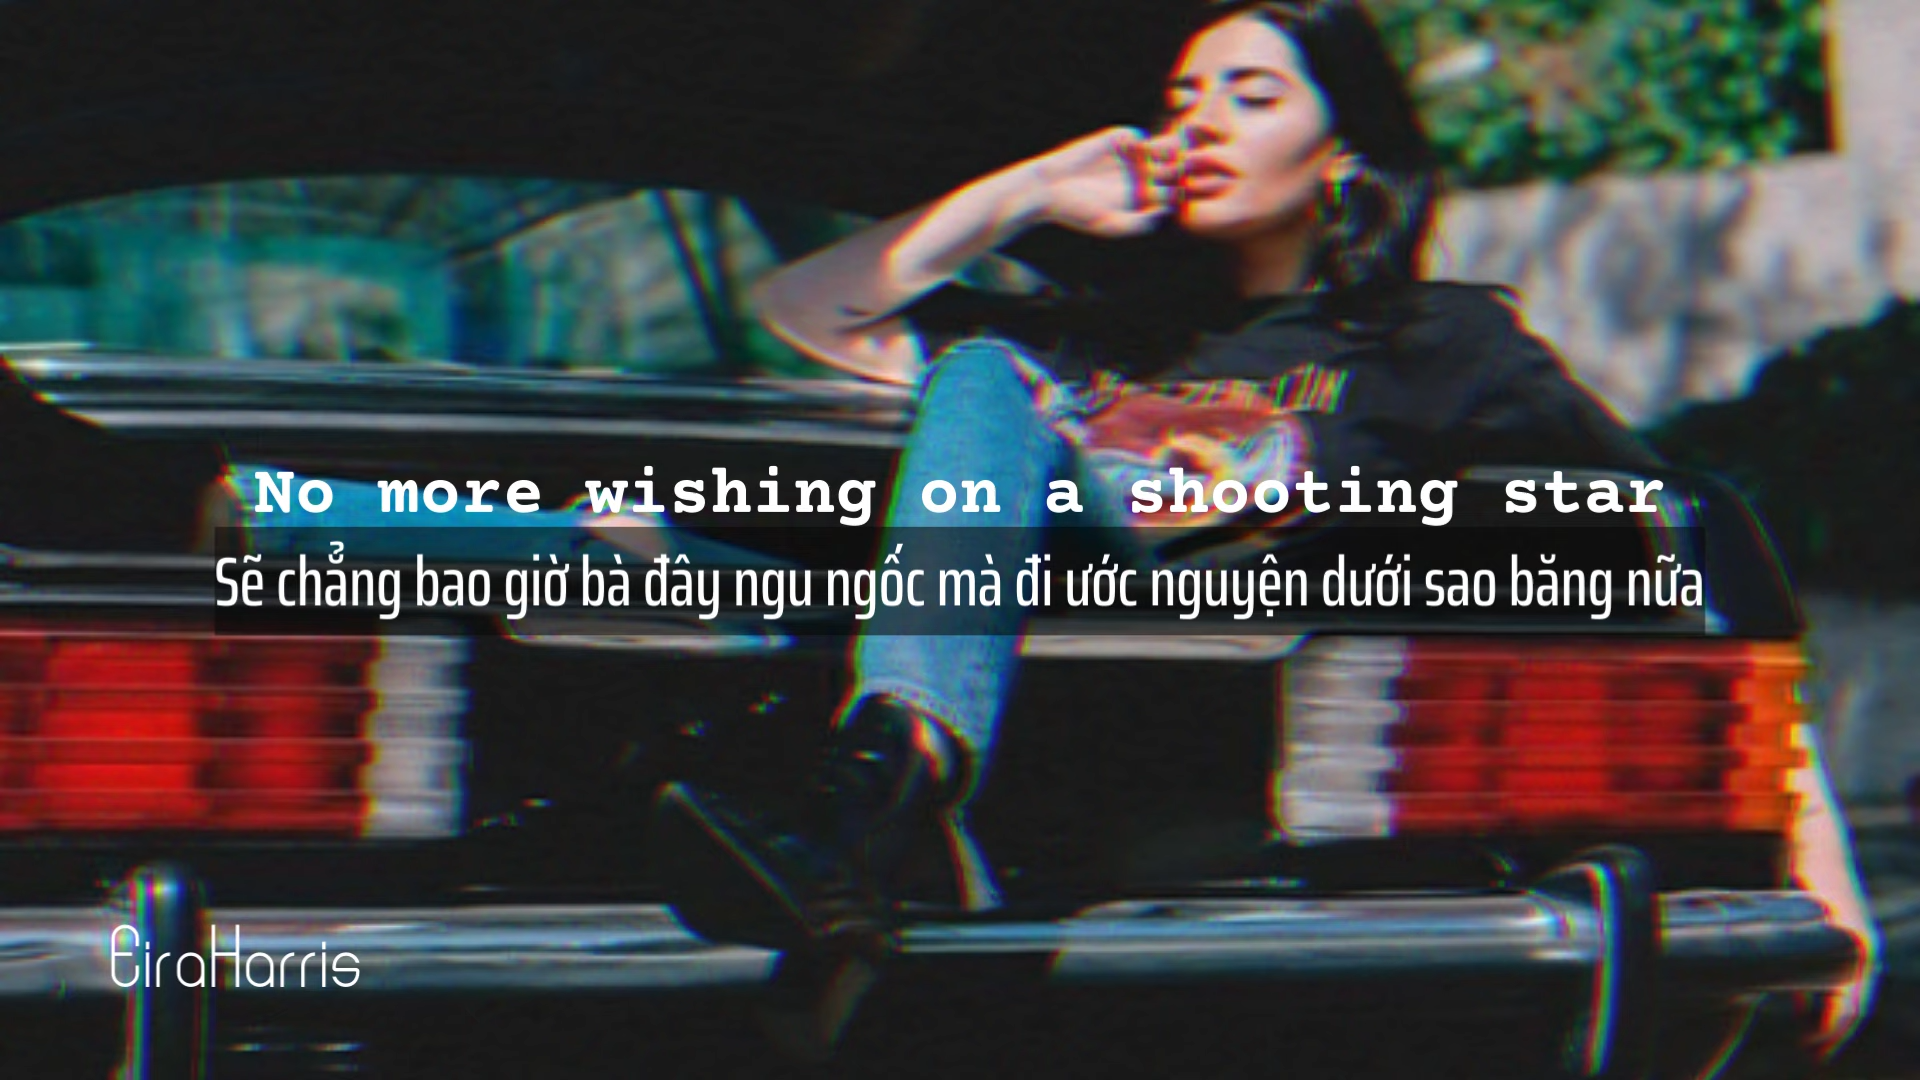 No more wishing on a shooting star
Sẽ chẳng bao giờ bà đây ngu ngốc mà đi ước nguyện dưới sao băng nữa
EiraHarris